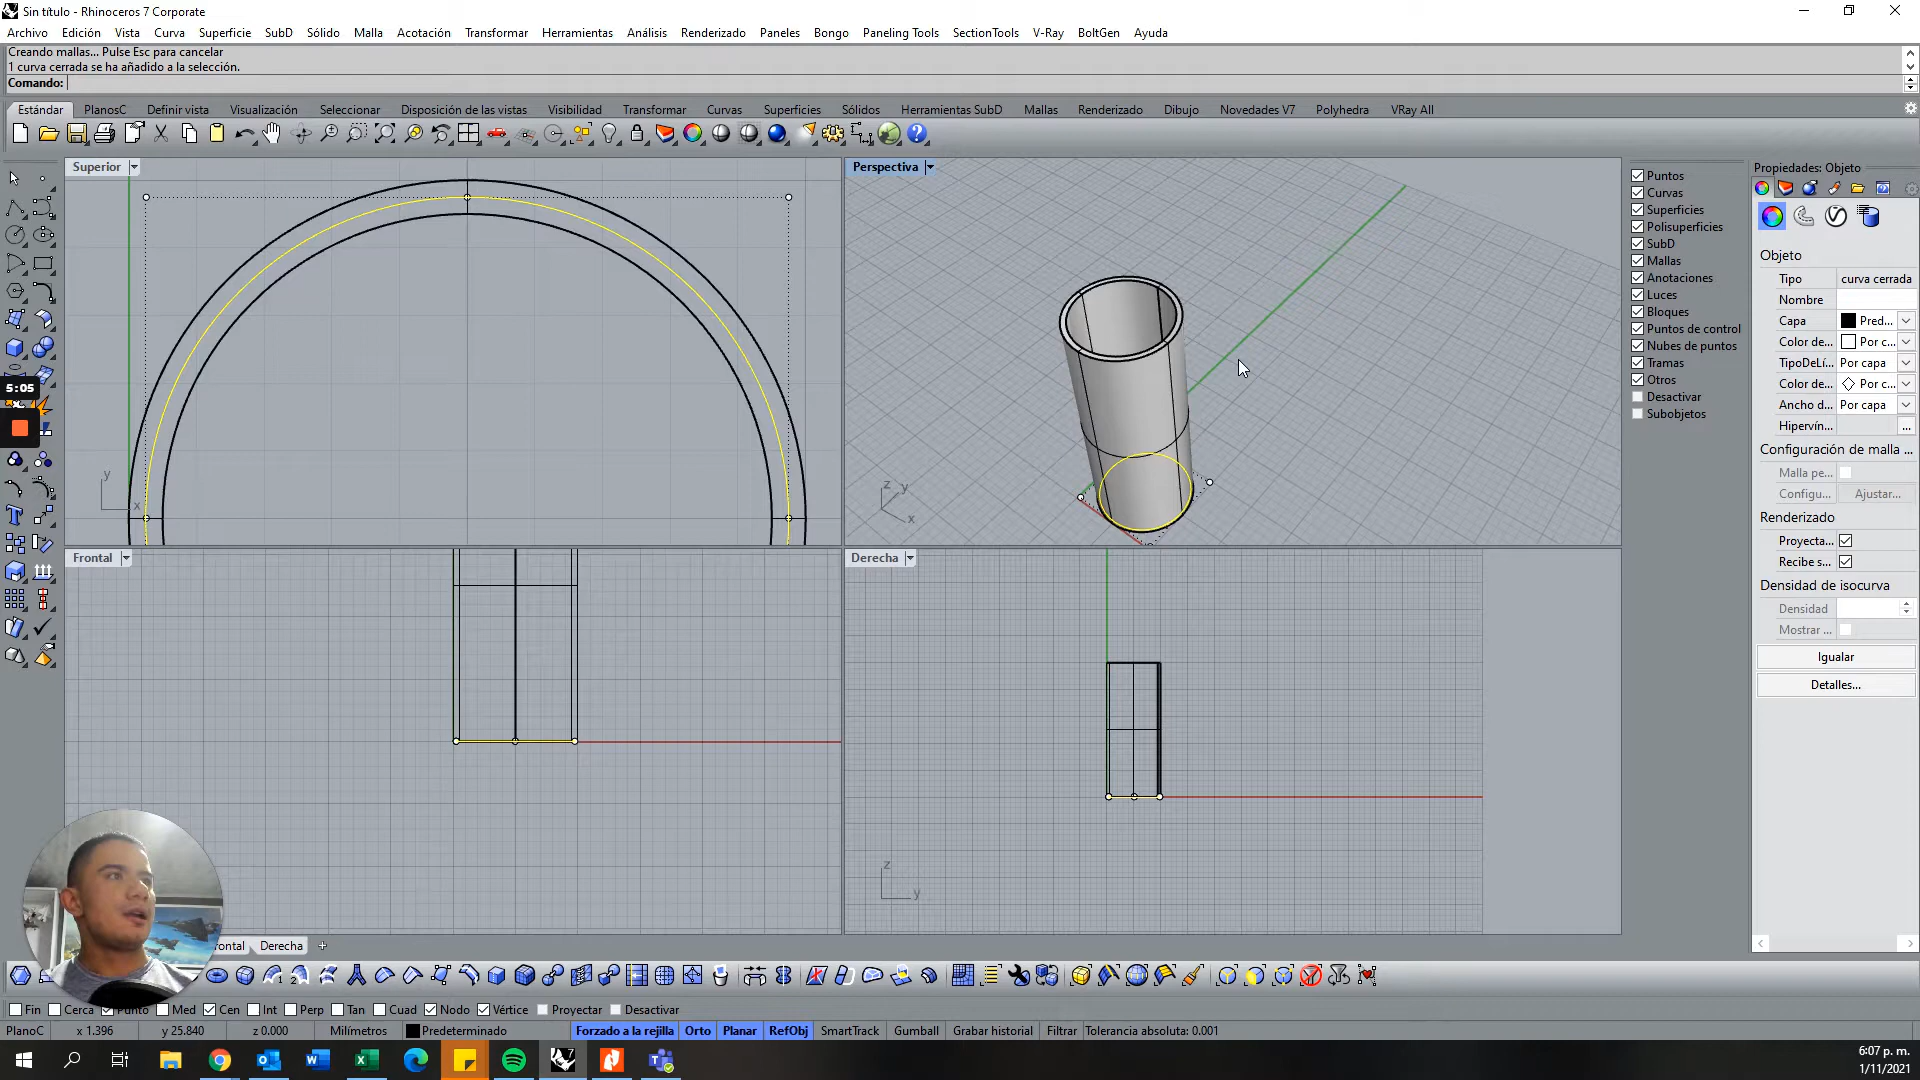 Sin título - Rhinoceros 7 Corporate
Archivo Edición Vista Curva Superficie SubD Sólido Malla Acotación Transformar Herramientas Análisis Renderizado Paneles Bongo Paneling Tools SectionTools V-Ray BoltGen Ayuda
Creando mallas... Pulse Esc para cancelar
1 curva cerrada se ha añadido a la selección.
Comando:
Estándar PlanosC Definir vista Visualización Seleccionar Disposición de las vistas Visibilidad Transformar Curvas Superficies Sólidos Herramientas SubD Mallas Renderizado Dibujo Novedades V7 Polyhedra VRay All
Superior
Perspectiva
Frontal
Derecha
y
x
z
y
x
z
y
5:05
Puntos
Curvas
Superficies
Polisuperficies
SubD
Mallas
Anotaciones
Luces
Bloques
Puntos de control
Nubes de puntos
Tramas
Otros
Desactivar
Subobjetos
Propiedades: Objeto
Objeto
Tipo curva cerrada
Nombre
Capa Pred...
Color de... Por c...
TipoDeLí... Por capa
Color de... Por c...
Ancho d... Por capa
Hipervín... ...
Configuración de malla ...
Malla pe...
Configu... Ajustar...
Renderizado
Proyecta...
Recibe s...
Densidad de isocurva
Densidad
Mostrar ...
Igualar
Detalles...
rontal Derecha
Fin Cerca Punto Med Cen Int Perp Tan Cuad Nodo Vértice Proyectar Desactivar
PlanoC x 1.396 y 25.840 z 0.000 Milímetros Predeterminado Forzado a la rejilla Orto Planar RefObj SmartTrack Gumball Grabar historial Filtrar Tolerancia absoluta: 0.001
6:07 p. m.
1/11/2021